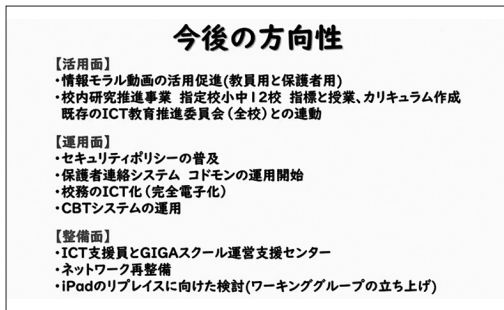 今後の方向性
【活用面】
・情報モラル動画の活用促進(教員用と保護者用)
・校内研究推進事業 指定校小中12校 指標と授業、カリキュラム作成
既存のICT教育推進委員会(全校)との連動
【運用面】
・セキュリティポリシーの普及
・保護者連絡システム コドモンの運用開始
・校務のICT化(完全電子化)
・CBTシステムの運用
【整備面】
・ICT支援員とGIGAスクール運営支援センター
・ネットワーク再整備
・iPadのリプレイスに向けた検討(ワーキンググループの立ち上げ)